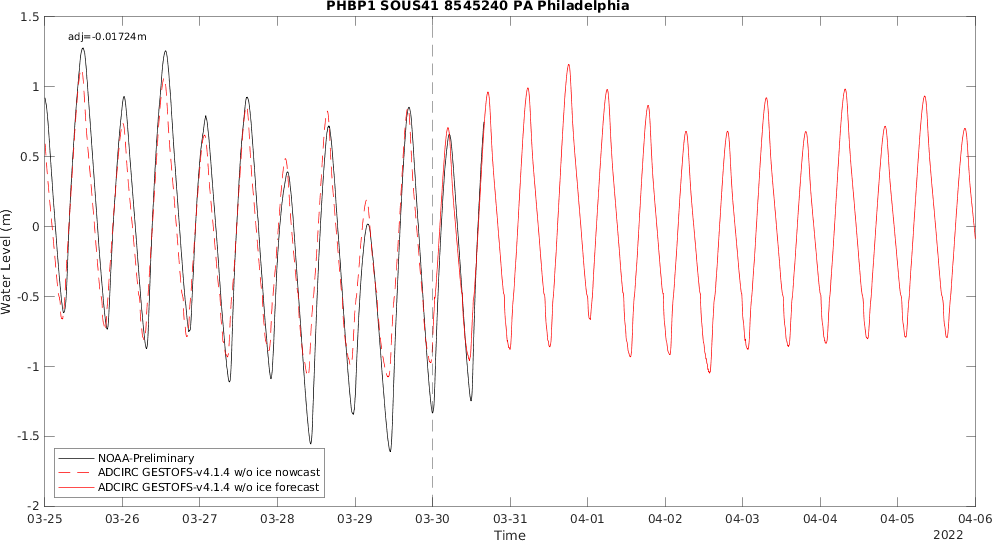 PHBP1 SOUS41 8545240 PA Philadelphia
adj=-0.01724m
1.5
1
0.5
0
-0.5
-1
-1.5
-2
Water Level (m)
NOAA-Preliminary
ADCIRC GESTOFS-v4.1.4 w/o ice nowcast
ADCIRC GESTOFS-v4.1.4 w/o ice forecast
03-25 03-26 03-27 03-28 03-29 03-30 03-31 04-01 04-02 04-03 04-04 04-05 04-06
Time
2022